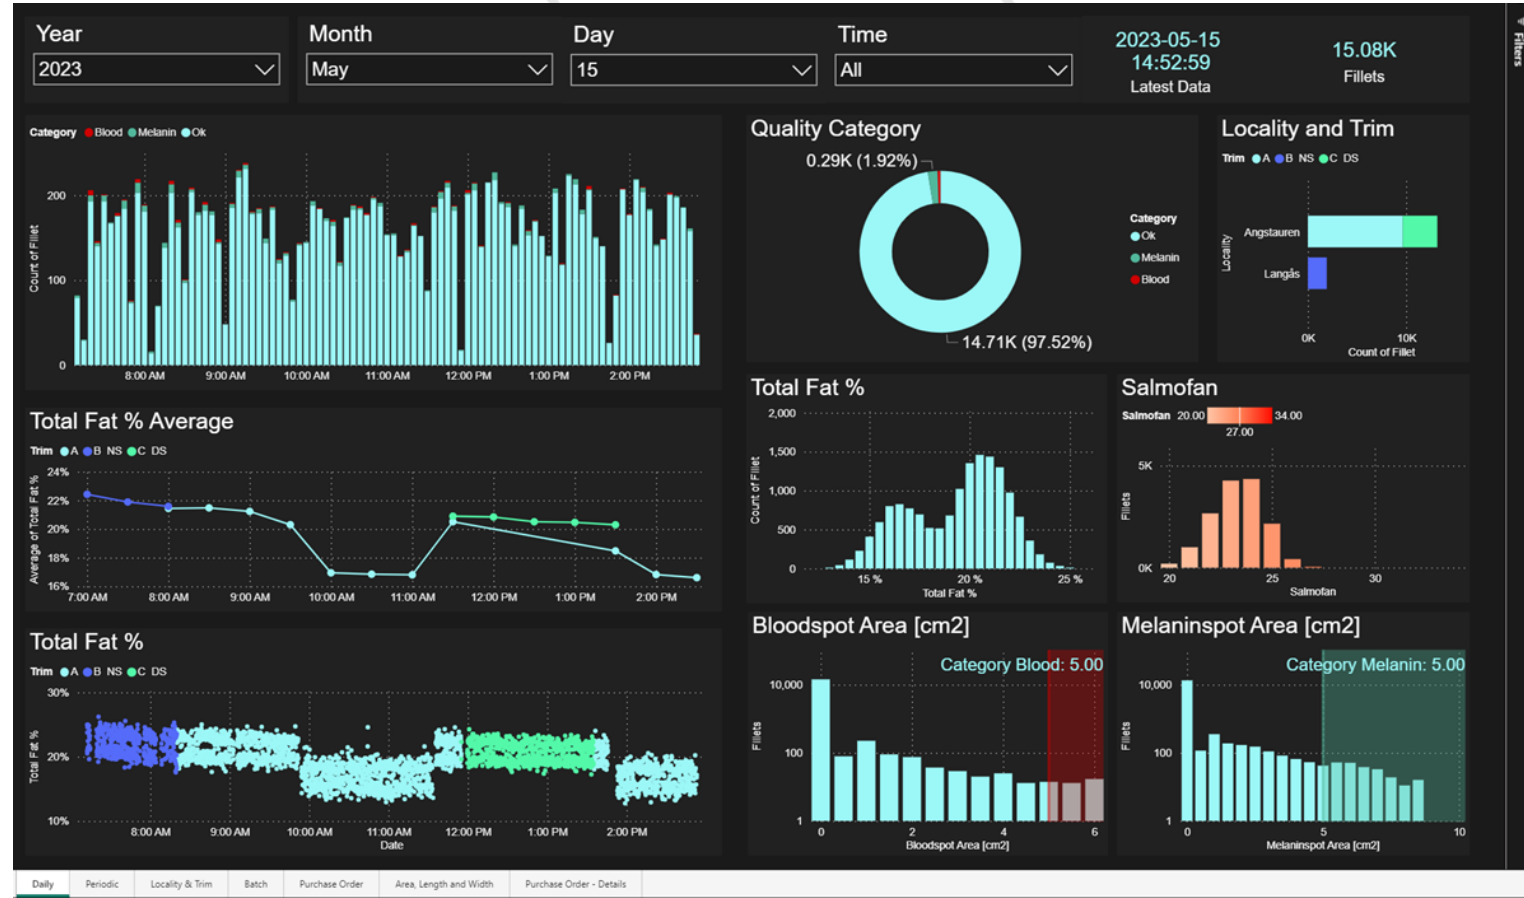 Year
2023
Month
May
Day
15
Time
All
2023-05-15
14:52:59
Latest Data
15.08K
Fillets
Filters
Category Blood Melanin Ok
Count of Fillet
200
100
0
8:00 AM 9:00 AM 10:00 AM 11:00 AM 12:00 PM 1:00 PM 2:00 PM
Quality Category
0.29K (1.92%)
14.71K (97.52%)
Category
Ok
Melanin
Blood
Locality and Trim
Trim A B NS C DS
Locality
Angstauren
Langås
0K 10K
Count of Fillet
Total Fat % Average
Trim A B NS C DS
Average of Total Fat %
24%
22%
20%
18%
16%
7:00 AM 8:00 AM 9:00 AM 10:00 AM 11:00 AM 12:00 PM 1:00 PM 2:00 PM
Total Fat %
Count of Fillet
2,000
1,500
1,000
500
0
15 % 20 % 25 %
Total Fat %
Salmofan
Salmofan 20.00 34.00
27.00
Fillets
5K
0K
20 25 30
Salmofan
Total Fat %
Trim A B NS C DS
Total Fat %
30%
20%
10%
8:00 AM 9:00 AM 10:00 AM 11:00 AM 12:00 PM 1:00 PM 2:00 PM
Date
Bloodspot Area [cm2]
Category Blood: 5.00
Fillets
10,000
100
1
0 2 4 6
Bloodspot Area [cm2]
Melaninspot Area [cm2]
Category Melanin: 5.00
Fillets
10,000
100
1
0 5 10
Melaninspot Area [cm2]
Daily Periodic Locality & Trim Batch Purchase Order Area, Length and Width Purchase Order - Details